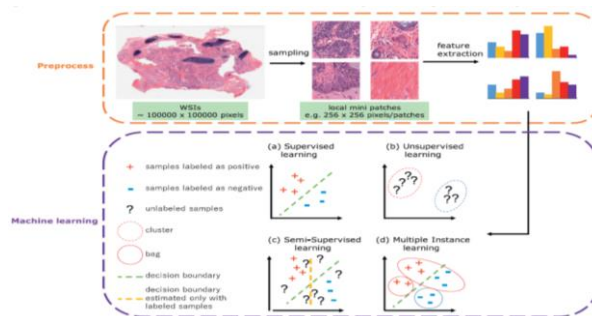 Preprocess
sampling
feature
extraction
WSIs
~ 100000 x 100000 pixels
local mini patches
e.g. 256 x 256 pixels/patches
Machine learning
+ samples labeled as positive
- samples labeled as negative
? unlabeled samples
cluster
bag
decision boundary
decision boundary
estimated only with
labeled samples
(a) Supervised
learning
(b) Unsupervised
learning
? ? ? ?
? ? ?
(c) Semi-Supervised
learning
? ? ? ? ? ? ?
(d) Multiple Instance
learning